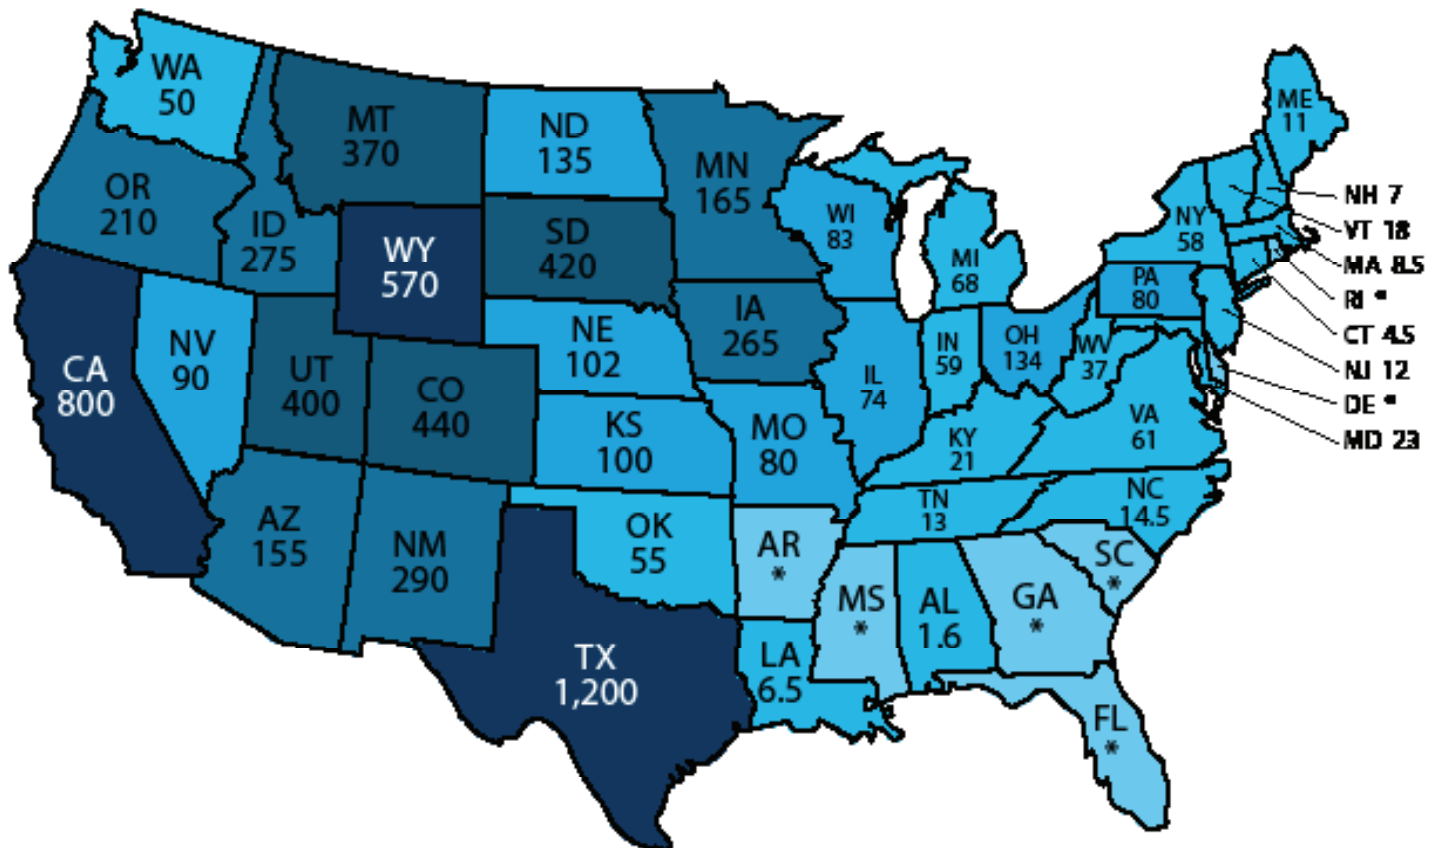 WA
50
MT
370
ND
135
MN
165
ME
11
OR
210
ID
275
WY
570
SD
420
WI
83
MI
68
NY
58
NH 7
VT 18
MA 8.5
RI *
CT 4.5
NJ 12
DE *
MD 23
CA
800
NV
90
UT
400
CO
440
NE
102
IA
265
IL
74
IN
59
OH
134
PA
80
WV
37
VA
61
KS
100
MO
80
KY
21
TN
13
NC
14.5
AZ
155
NM
290
OK
55
AR
*
MS
*
AL
1.6
GA
*
SC
*
TX
1,200
LA
6.5
FL
*